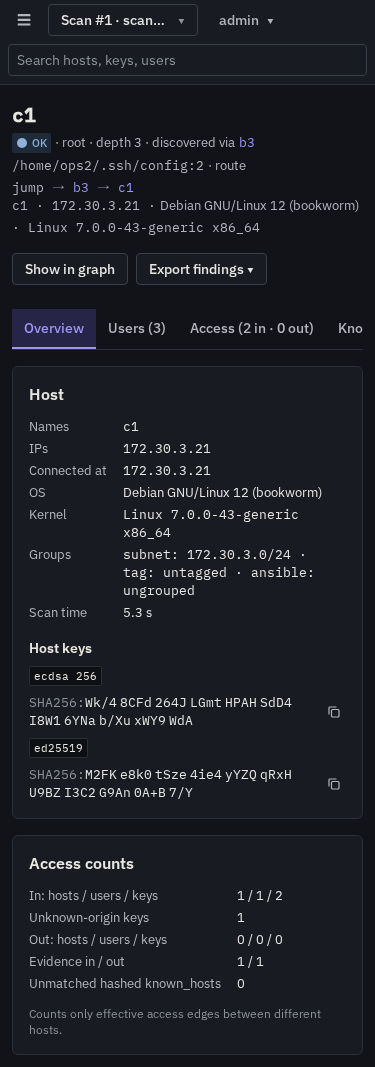 Scan #1 · scan...
admin
Search hosts, keys, users
c1
OK · root · depth 3 · discovered via b3
/home/ops2/.ssh/config:2 · route
jump → b3 → c1
c1 · 172.30.3.21 · Debian GNU/Linux 12 (bookworm)
· Linux 7.0.0-43-generic x86_64
Show in graph
Export findings
Overview
Users (3)
Access (2 in · 0 out)
Kno
Host
Names c1
IPs 172.30.3.21
Connected at 172.30.3.21
OS Debian GNU/Linux 12 (bookworm)
Kernel Linux 7.0.0-43-generic
x86_64
Groups subnet: 172.30.3.0/24 ·
tag: untagged · ansible:
ungrouped
Scan time 5.3 s
Host keys
ecdsa 256
SHA256:Wk/4 8CFd 264J LGmt HPAH SdD4
I8W1 6YNa b/Xu xWY9 WdA
ed25519
SHA256:M2FK e8k0 tSze 4ie4 yYZQ qRxH
U9BZ I3C2 G9An 0A+B 7/Y
Access counts
In: hosts / users / keys 1 / 1 / 2
Unknown-origin keys 1
Out: hosts / users / keys 0 / 0 / 0
Evidence in / out 1 / 1
Unmatched hashed known_hosts 0
Counts only effective access edges between different
hosts.